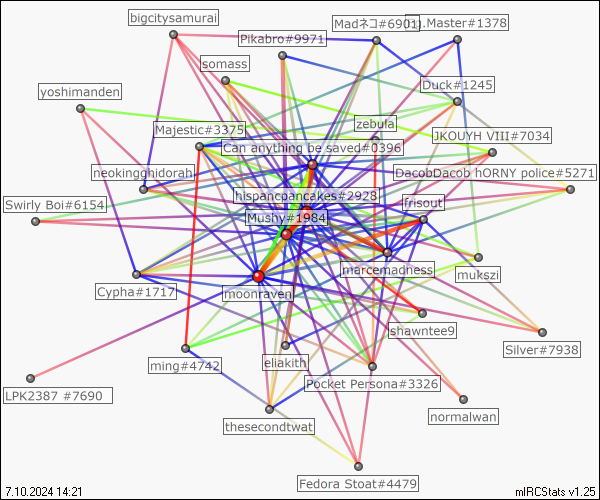 bigcitysamurai
Madネコ#6901
.Master#1378
Pikabro#9971
somass
Duck#1245
yoshimanden
zebula
Majestic#3375
JKOUYH VIII#7034
Can anything be saved#0396
neokingghidorah
DacobDacob hORNY police#5271
hispancpancakes#2928
Swirly Boi#6154
frisout
Mushy#1984
marcemadness
mukszi
Cypha#1717
moonraven
shawntee9
Silver#7938
ming#4742
eliakith
Pocket Persona#3326
LPK2387 #7690
normalwan
thesecondtwat
Fedora Stoat#4479
7.10.2024 14:21
mIRCStats v1.25